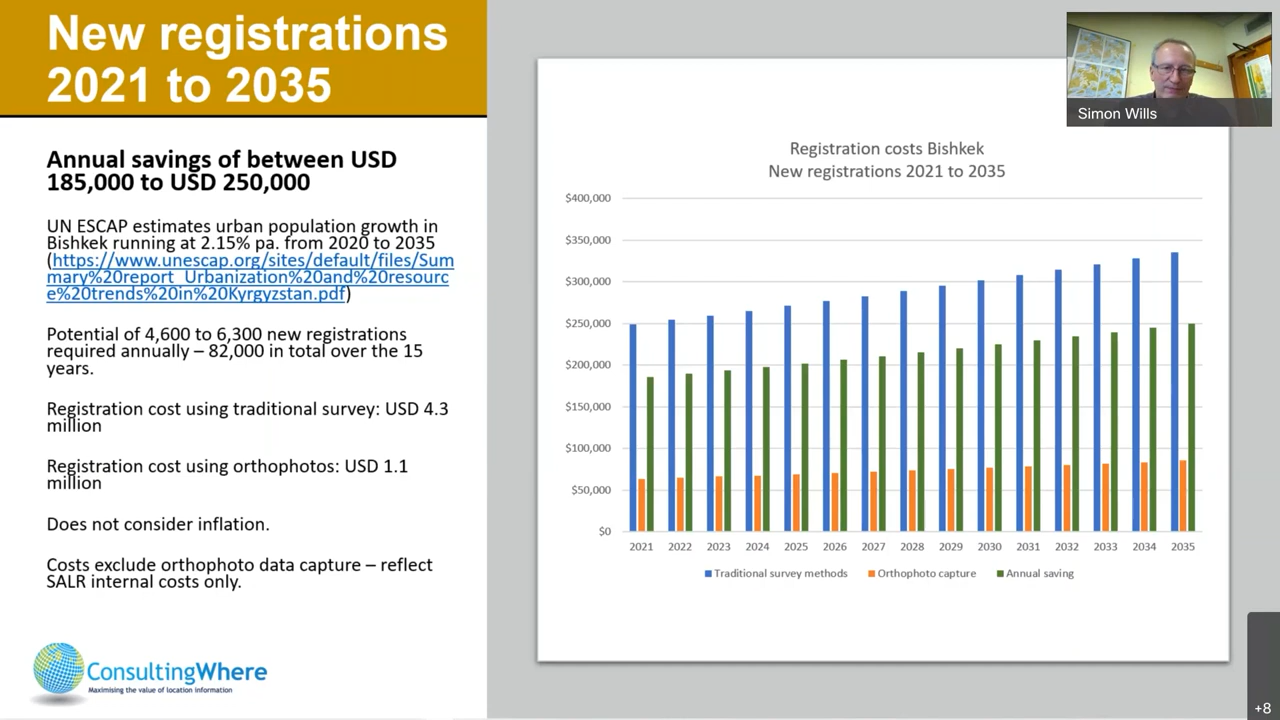 New registrations
2021 to 2035
Annual savings of between USD
185,000 to USD 250,000
UN ESCAP estimates urban population growth in
Bishkek running at 2.15% pa. from 2020 to 2035
(https://www.unescap.org/sites/default/files/Sum
mary%20report_Urbanization%20and%20resourc
e%20trends%20in%20Kyrgyzstan.pdf)
Potential of 4,600 to 6,300 new registrations
required annually – 82,000 in total over the 15
years.
Registration cost using traditional survey: USD 4.3
million
Registration cost using orthophotos: USD 1.1
million
Does not consider inflation.
Costs exclude orthophoto data capture – reflect
SALR internal costs only.
ConsultingWhere
Maximising the value of location information
Simon Wills
Registration costs Bishkek
New registrations 2021 to 2035
$400,000
$350,000
$300,000
$250,000
$200,000
$150,000
$100,000
$50,000
$0
2021 2022 2023 2024 2025 2026 2027 2028 2029 2030 2031 2032 2033 2034 2035
Traditional survey methods Orthophoto capture Annual saving
+8